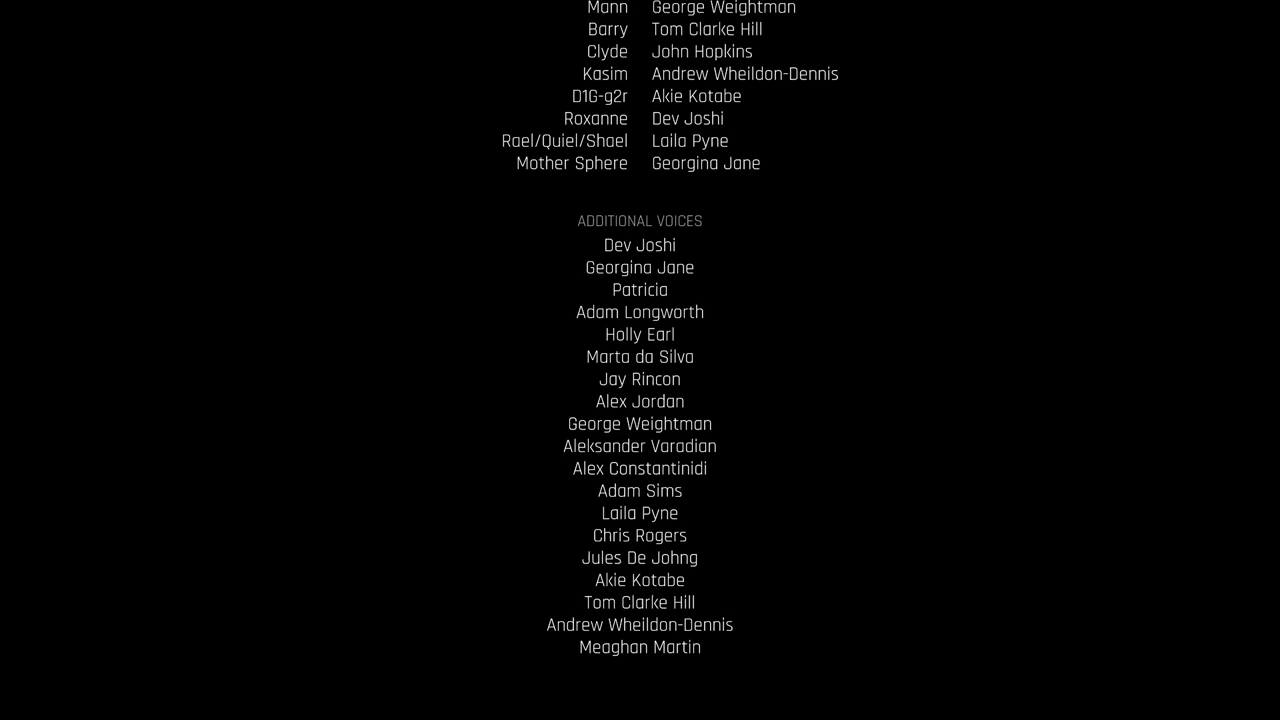 Mann George Weightman
Barry Tom Clarke Hill
Clyde John Hopkins
Kasim Andrew Wheildon-Dennis
D1G-g2r Akie Kotabe
Roxanne Dev Joshi
Rael/Quiel/Shael Laila Pyne
Mother Sphere Georgina Jane
ADDITIONAL VOICES
Dev Joshi
Georgina Jane
Patricia
Adam Longworth
Holly Earl
Marta da Silva
Jay Rincon
Alex Jordan
George Weightman
Aleksander Varadian
Alex Constantinidi
Adam Sims
Laila Pyne
Chris Rogers
Jules De Johng
Akie Kotabe
Tom Clarke Hill
Andrew Wheildon-Dennis
Meaghan Martin